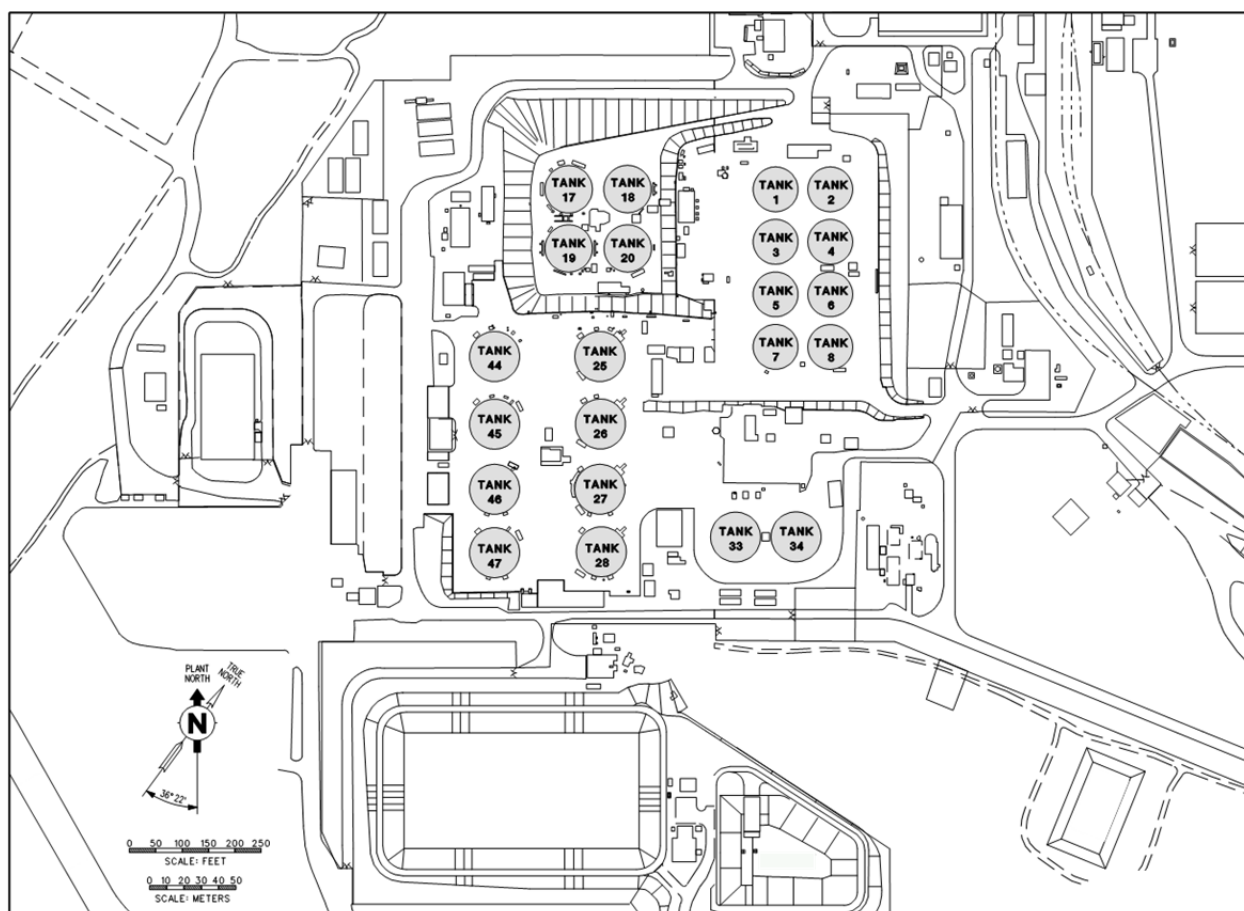 TANK
17
TANK
18
TANK
1
TANK
2
TANK
19
TANK
20
TANK
3
TANK
4
TANK
5
TANK
6
TANK
44
TANK
25
TANK
7
TANK
8
TANK
45
TANK
26
TANK
46
TANK
27
TANK
47
TANK
28
TANK
33
TANK
34
PLANT
NORTH
TRUE
NORTH
N
36° 22'
0 50 100 150 200 250
SCALE: FEET
0 10 20 30 40 50
SCALE: METERS